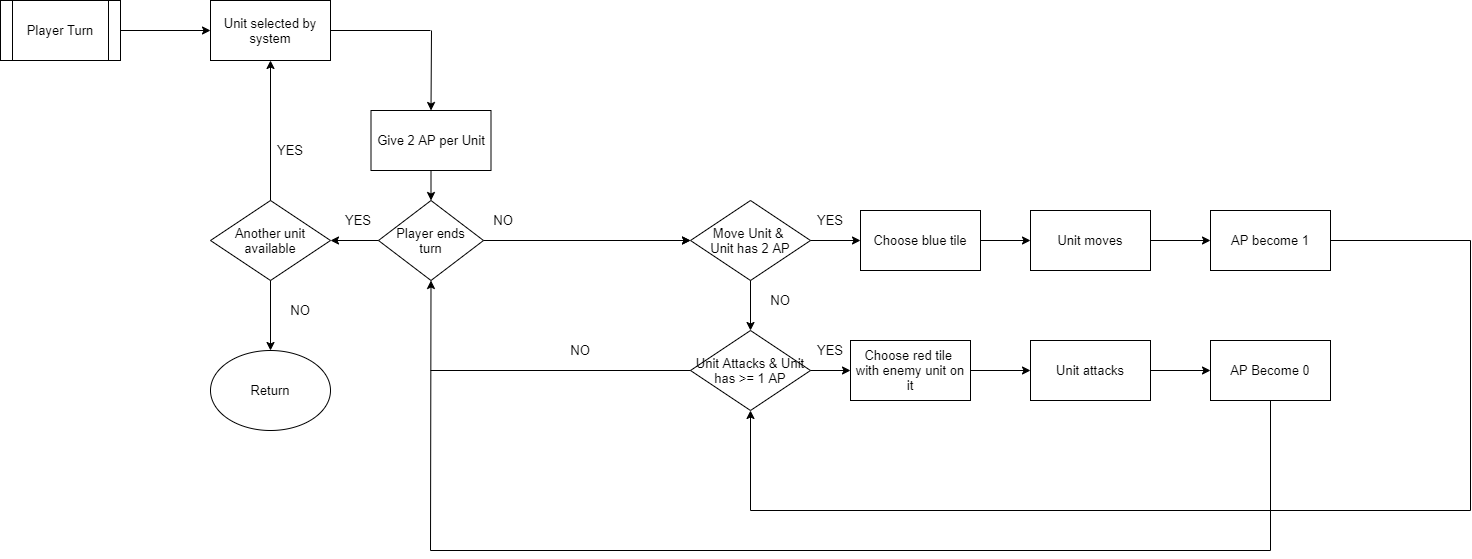 Player Turn
Unit selected by
system
Give 2 AP per Unit
YES
Another unit
available
YES
Player ends
turn
NO
Move Unit &
Unit has 2 AP
YES
Choose blue tile
Unit moves
AP become 1
NO
NO
Return
NO
Unit Attacks & Unit
has >= 1 AP
YES
Choose red tile
with enemy unit on
it
Unit attacks
AP Become 0